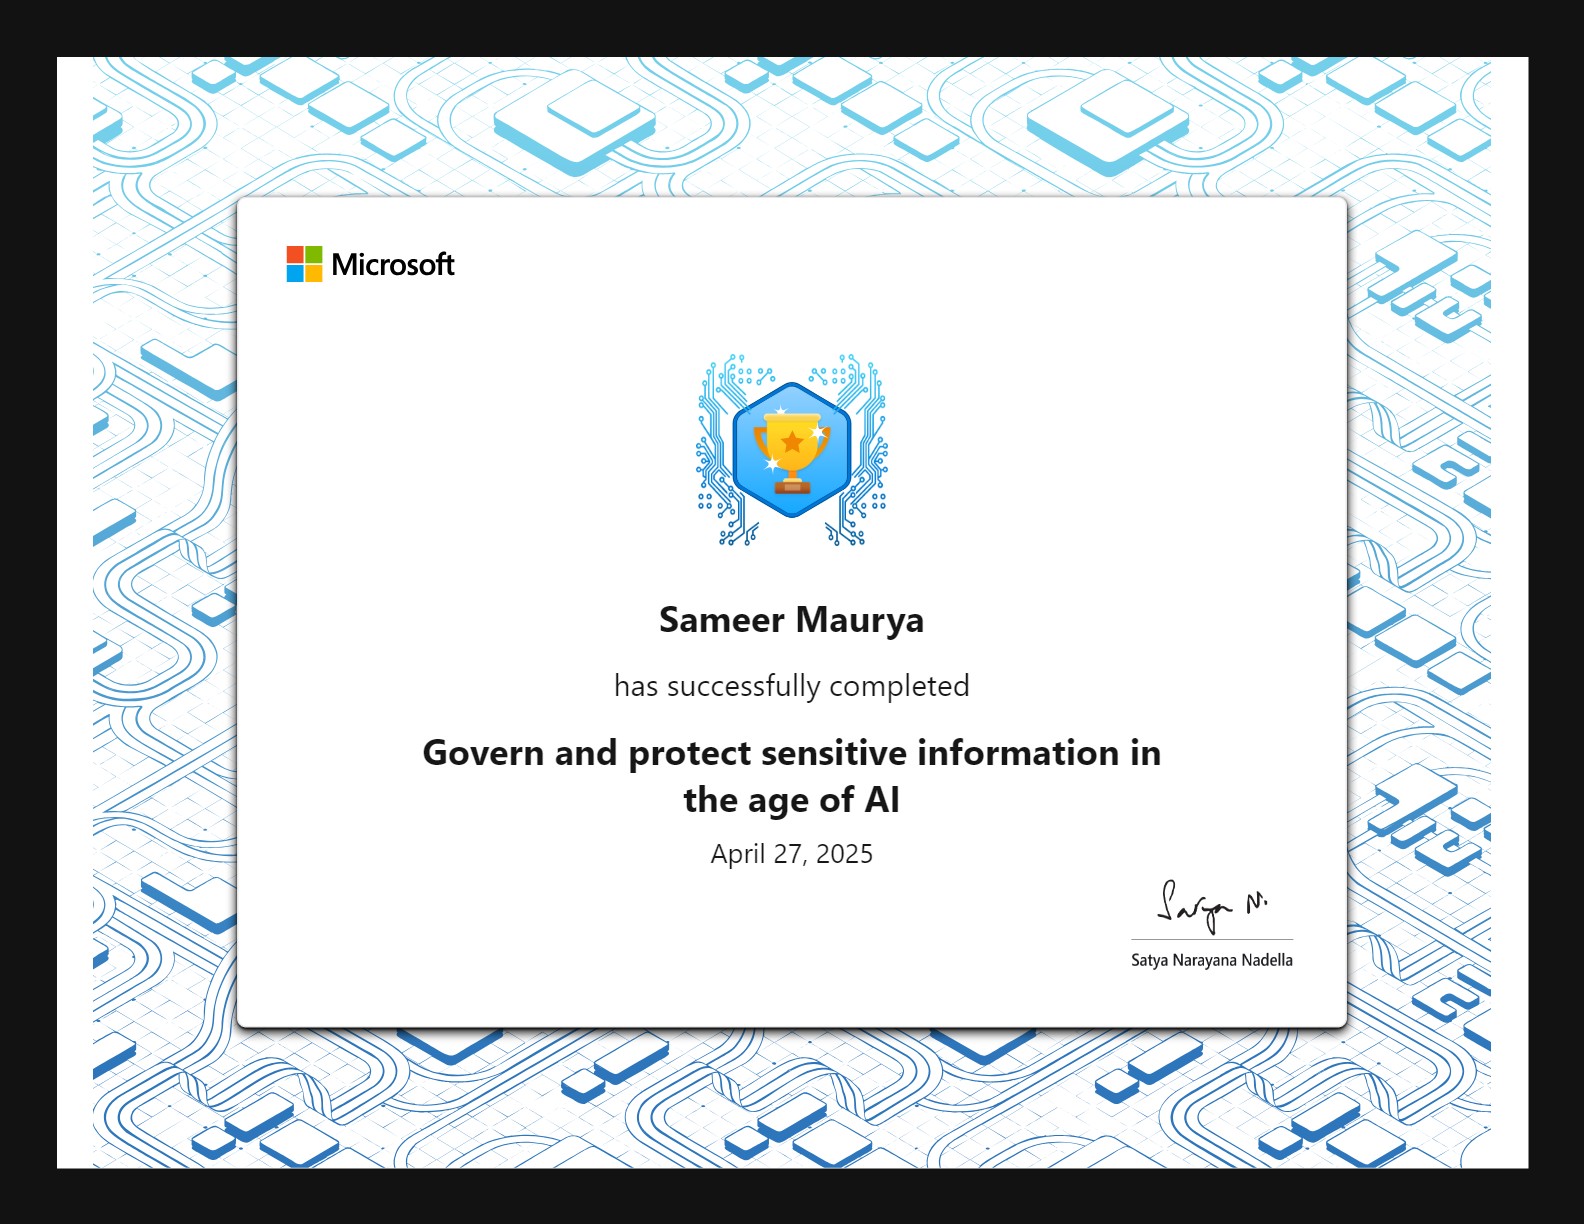 Microsoft
Sameer Maurya
has successfully completed
Govern and protect sensitive information in
the age of AI
April 27, 2025
Satya N.
Satya Narayana Nadella